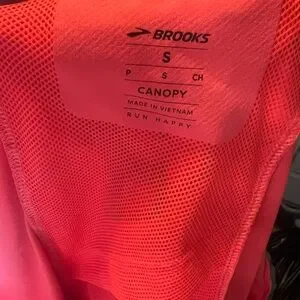 BROOKS
S
P S CH
CANOPY
MADE IN VIETNAM
RUN HAPPY